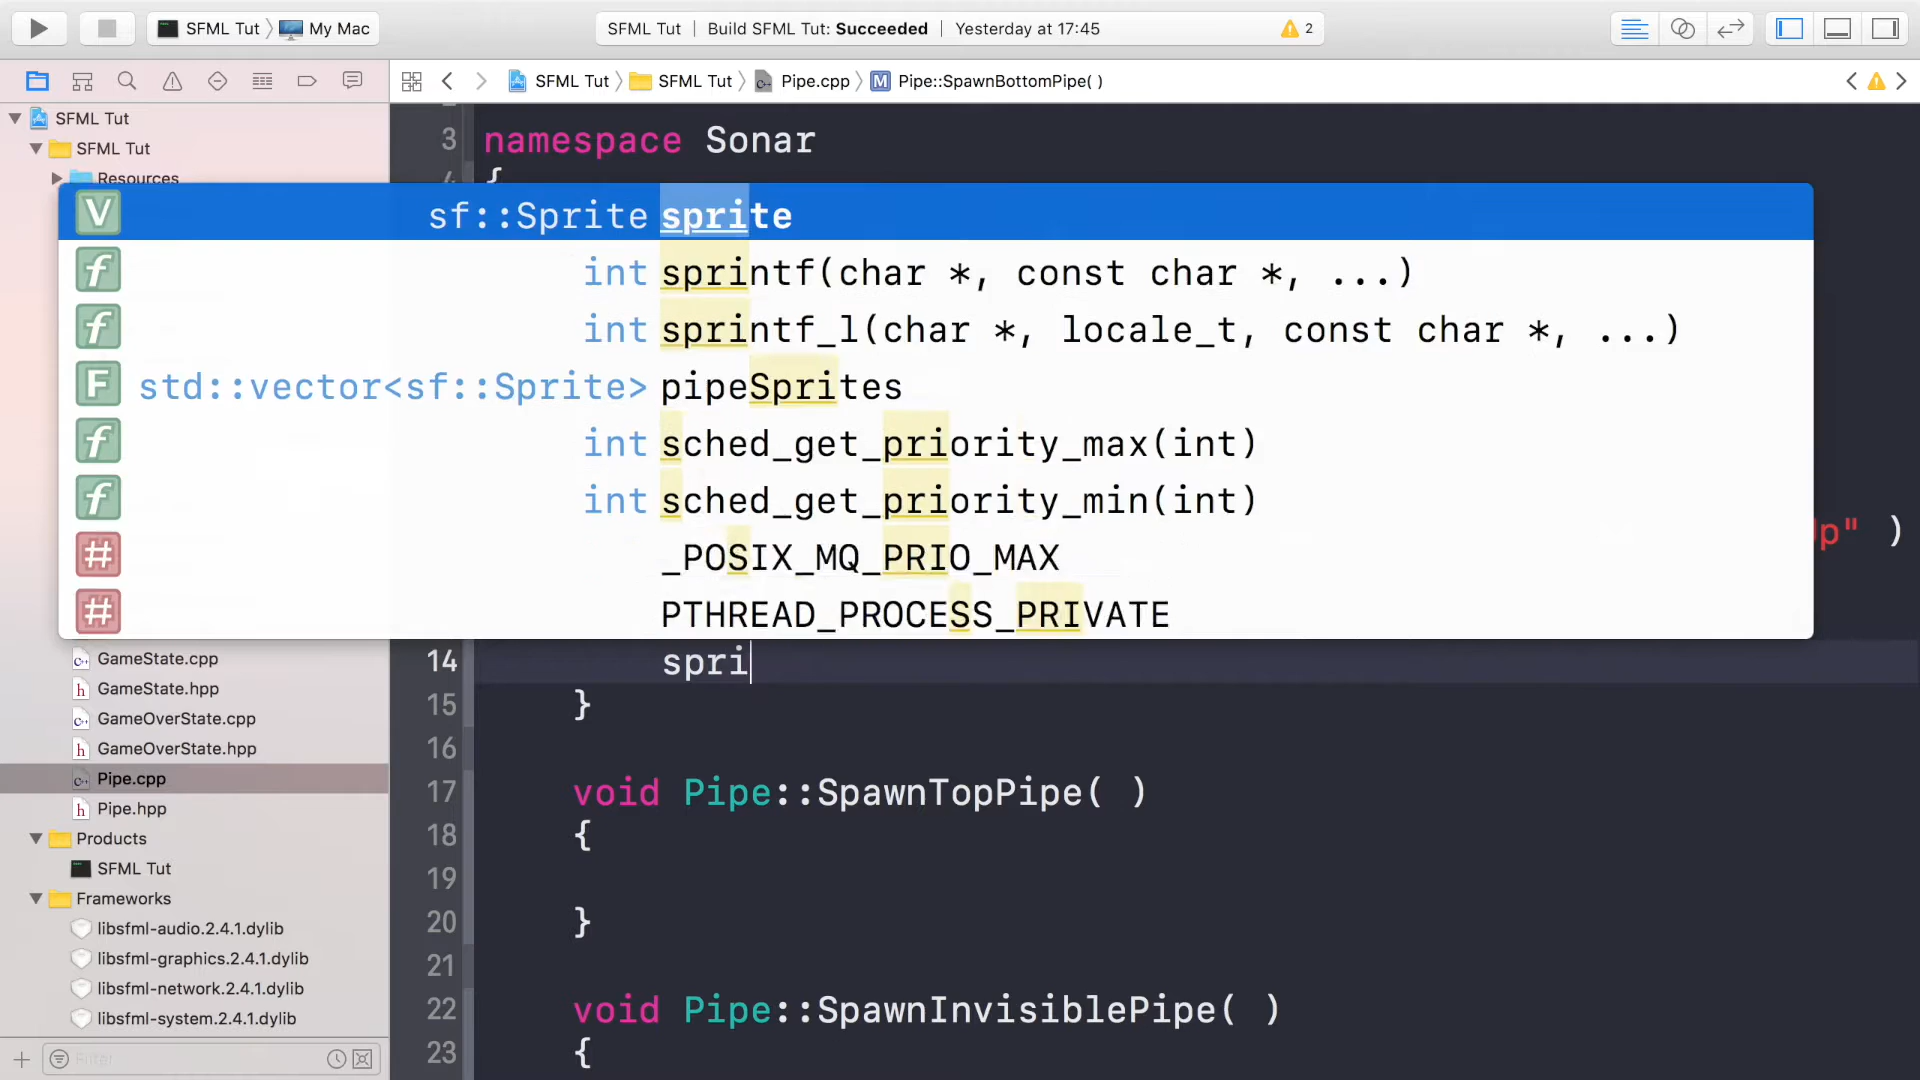 SFML Tut 〉 My Mac
SFML Tut | Build SFML Tut: Succeeded | Yesterday at 17:45
2
SFML Tut 〉 SFML Tut 〉 Pipe.cpp 〉 M Pipe::SpawnBottomPipe( )
SFML Tut
SFML Tut
Resources
3 namespace Sonar
4 {
V sf::Sprite sprite
f int sprintf(char *, const char *, ...)
f int sprintf_l(char *, locale_t, const char *, ...)
F std::vector<sf::Sprite> pipeSprites
f int sched_get_priority_max(int)
f int sched_get_priority_min(int)
# _POSIX_MQ_PRIO_MAX
# PTHREAD_PROCESS_PRIVATE
Up" )
GameState.cpp
GameState.hpp
GameOverState.cpp
GameOverState.hpp
Pipe.cpp
Pipe.hpp
Products
SFML Tut
Frameworks
libsfml-audio.2.4.1.dylib
libsfml-graphics.2.4.1.dylib
libsfml-network.2.4.1.dylib
libsfml-system.2.4.1.dylib
Filter
14 spri
15 }
16
17 void Pipe::SpawnTopPipe( )
18 {
19
20 }
21
22 void Pipe::SpawnInvisiblePipe( )
23 {